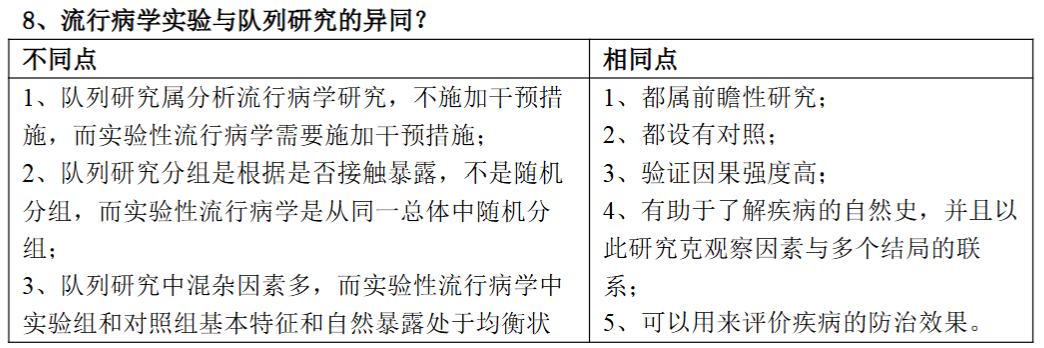 8、流行病学实验与队列研究的异同？
不同点
1、队列研究属分析流行病学研究，不施加干预措
施，而实验性流行病学需要施加干预措施；
2、队列研究分组是根据是否接触暴露，不是随机
分组，而实验性流行病学是从同一总体中随机分
组；
3、队列研究中混杂因素多，而实验性流行病学中
实验组和对照组基本特征和自然暴露处于均衡状
相同点
1、都属前瞻性研究；
2、都设有对照；
3、验证因果强度高；
4、有助于了解疾病的自然史，并且以
此研究克观察因素与多个结局的联
系；
5、可以用来评价疾病的防治效果。